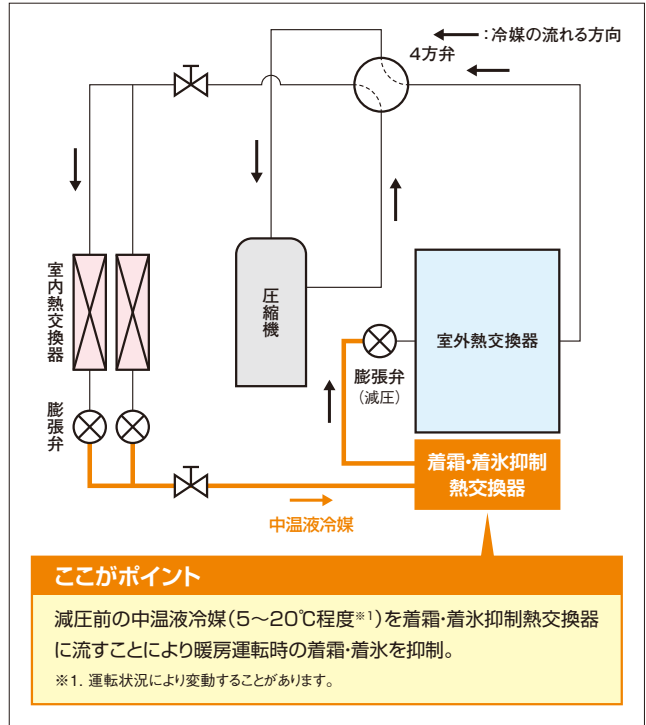 ：冷媒の流れる方向
4方弁
室内熱交換器
圧縮機
室外熱交換器
膨張弁
（減圧）
膨張弁
着霜・着氷抑制
熱交換器
中温液冷媒
ここがポイント
減圧前の中温液冷媒（5〜20℃程度※1）を着霜・着氷抑制熱交換器
に流すことにより暖房運転時の着霜・着氷を抑制。
※1. 運転状況により変動することがあります。